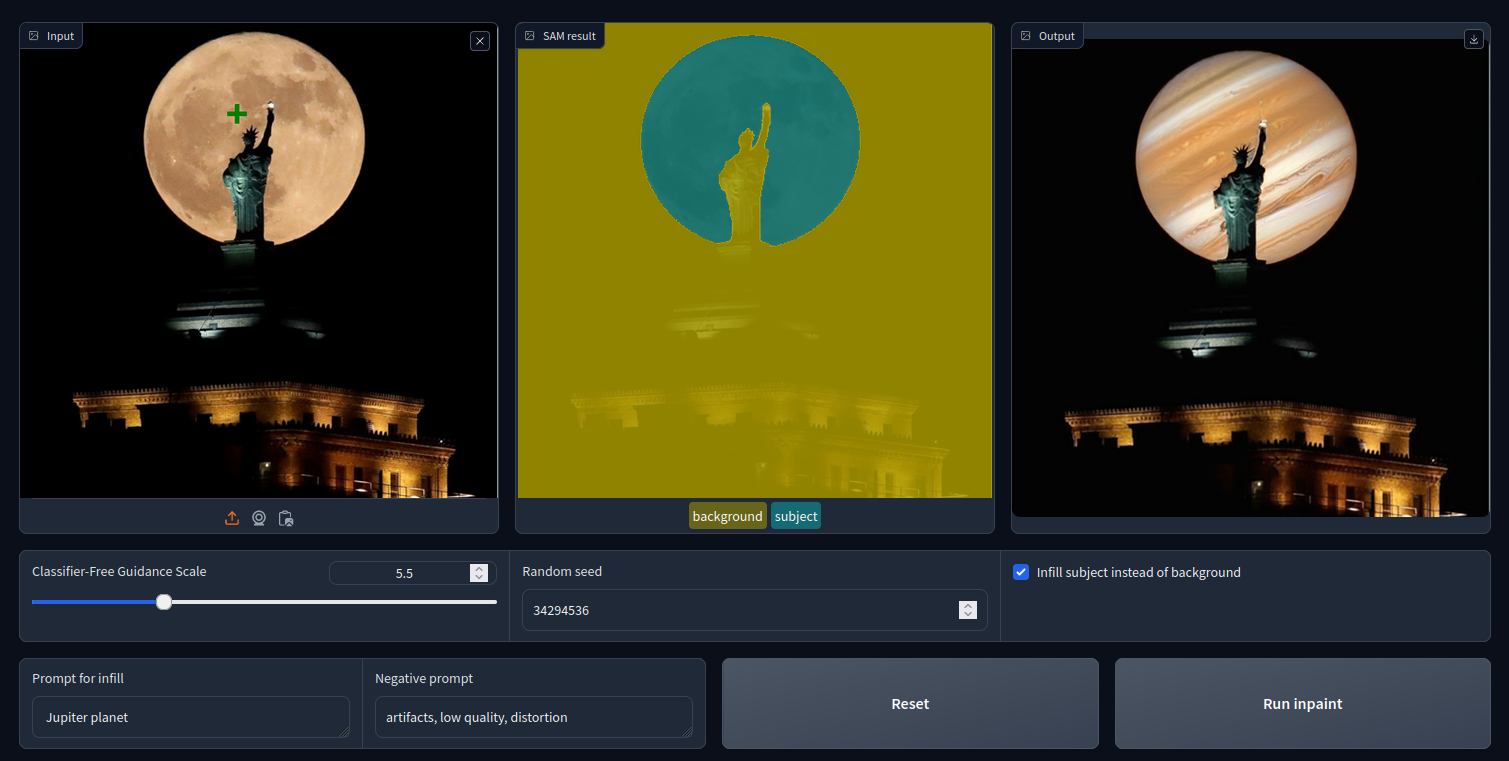 Input
SAM result
Output
background
subject
Classifier-Free Guidance Scale
5.5
Random seed
34294536
Infill subject instead of background
Prompt for infill
Jupiter planet
Negative prompt
artifacts, low quality, distortion
Reset
Run inpaint